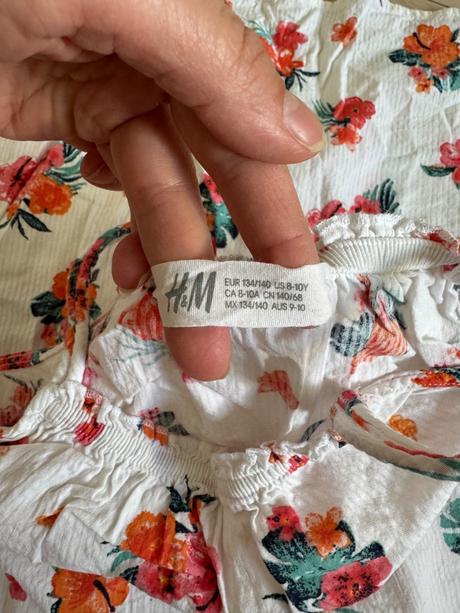 H&M
EUR 134/140 US 8-10Y
CA 8-10A CN 140/68
MX 134/140 AUS 9-10